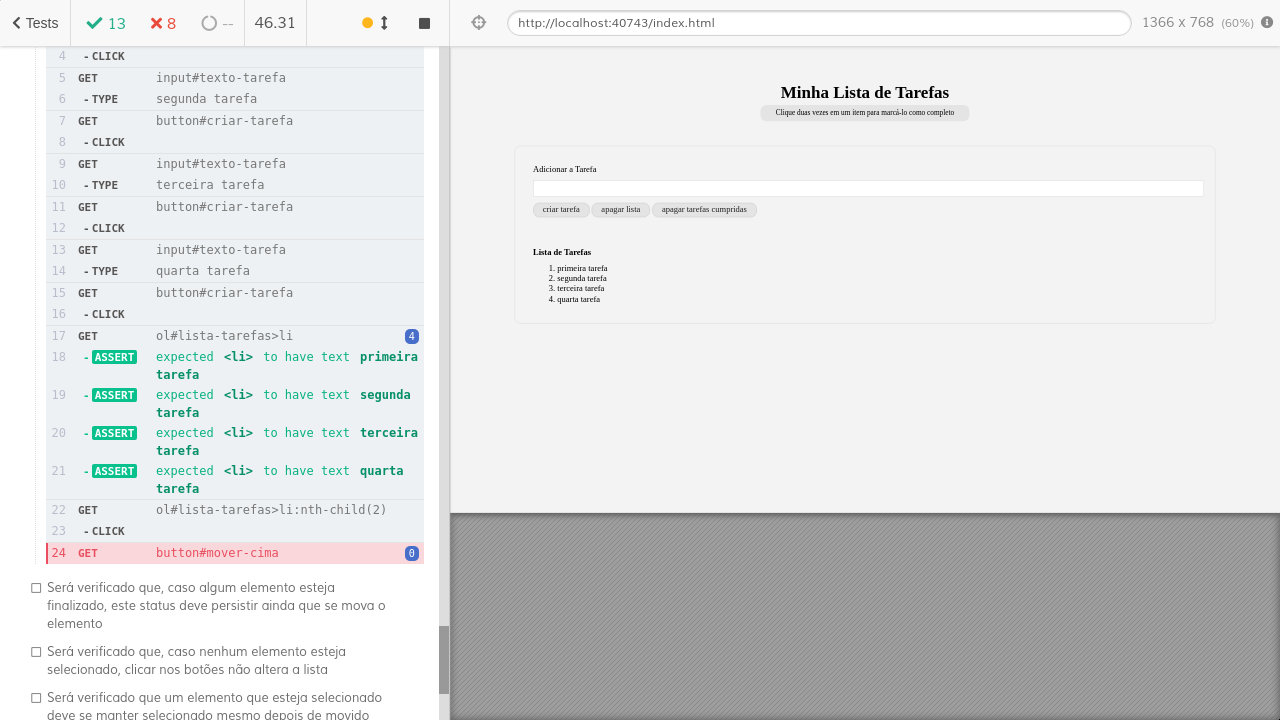 Tests
13
8
--
46.31
http://localhost:40743/index.html
1366 x 768 (60%)
4 - CLICK
5 GET input#texto-tarefa
6 - TYPE segunda tarefa
7 GET button#criar-tarefa
8 - CLICK
9 GET input#texto-tarefa
10 - TYPE terceira tarefa
11 GET button#criar-tarefa
12 - CLICK
13 GET input#texto-tarefa
14 - TYPE quarta tarefa
15 GET button#criar-tarefa
16 - CLICK
17 GET ol#lista-tarefas>li 4
18 - ASSERT expected <li> to have text primeira
tarefa
19 - ASSERT expected <li> to have text segunda
tarefa
20 - ASSERT expected <li> to have text terceira
tarefa
21 - ASSERT expected <li> to have text quarta
tarefa
22 GET ol#lista-tarefas>li:nth-child(2)
23 - CLICK
24 GET button#mover-cima 0
Será verificado que, caso algum elemento esteja
finalizado, este status deve persistir ainda que se mova o
elemento
Será verificado que, caso nenhum elemento esteja
selecionado, clicar nos botões não altera a lista
Será verificado que um elemento que esteja selecionado
deve se manter selecionado mesmo depois de movido
Minha Lista de Tarefas
Clique duas vezes em um item para marcá-lo como completo
Adicionar a Tarefa
criar tarefa apagar lista apagar tarefas cumpridas
Lista de Tarefas
1. primeira tarefa
2. segunda tarefa
3. terceira tarefa
4. quarta tarefa